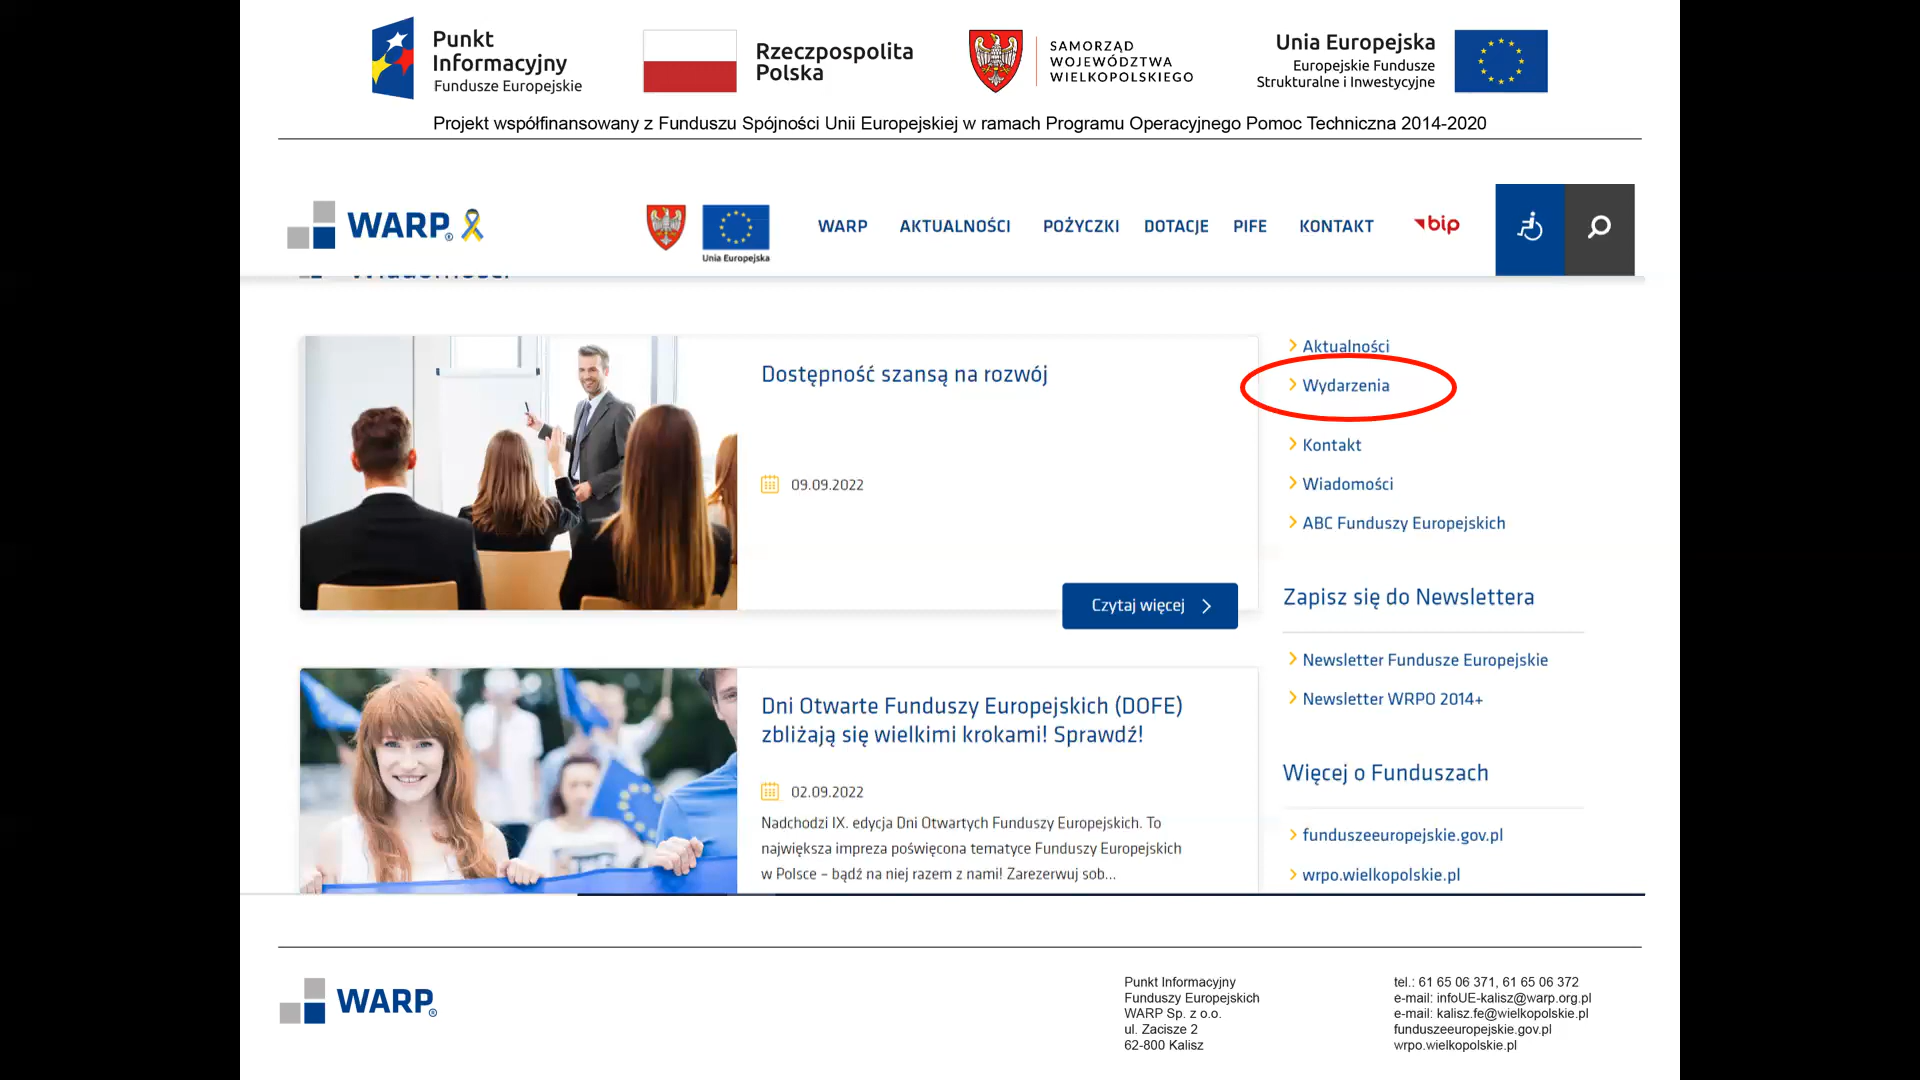 Punkt
Informacyjny
Fundusze Europejskie
Rzeczpospolita
Polska
SAMORZĄD
WOJEWÓDZTWA
WIELKOPOLSKIEGO
Unia Europejska
Europejskie Fundusze
Strukturalne i Inwestycyjne
Projekt współfinansowany z Funduszu Spójności Unii Europejskiej w ramach Programu Operacyjnego Pomoc Techniczna 2014-2020
WARP®
Unia Europejska
WARP AKTUALNOŚCI POŻYCZKI DOTACJE PIFE KONTAKT bip
Wiadomości
Dostępność szansą na rozwój
09.09.2022
Czytaj więcej
Dni Otwarte Funduszy Europejskich (DOFE)
zbliżają się wielkimi krokami! Sprawdź!
02.09.2022
Nadchodzi IX. edycja Dni Otwartych Funduszy Europejskich. To
największa impreza poświęcona tematyce Funduszy Europejskich
w Polsce – bądź na niej razem z nami! Zarezerwuj sob...
Aktualności
Wydarzenia
Kontakt
Wiadomości
ABC Funduszy Europejskich
Zapisz się do Newslettera
Newsletter Fundusze Europejskie
Newsletter WRPO 2014+
Więcej o Funduszach
funduszeeuropejskie.gov.pl
wrpo.wielkopolskie.pl
WARP®
Punkt Informacyjny
Funduszy Europejskich
WARP Sp. z o.o.
ul. Zacisze 2
62-800 Kalisz
tel.: 61 65 06 371, 61 65 06 372
e-mail: infoUE-kalisz@warp.org.pl
e-mail: kalisz.fe@wielkopolskie.pl
funduszeeuropejskie.gov.pl
wrpo.wielkopolskie.pl